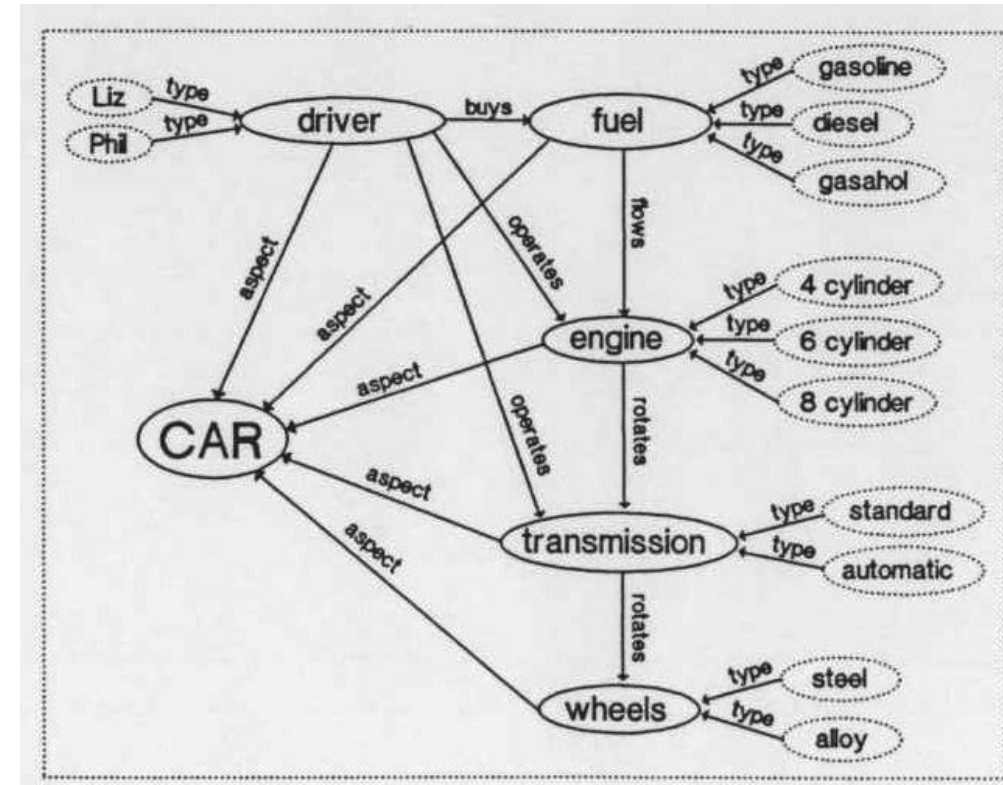 Liz
type
Phil
type
driver
buys
fuel
type
gasoline
type
diesel
type
gasahol
aspect
aspect
operates
flows
operates
aspect
engine
type
4 cylinder
type
6 cylinder
type
8 cylinder
CAR
rotates
aspect
aspect
transmission
type
standard
type
automatic
rotates
wheels
type
steel
type
alloy